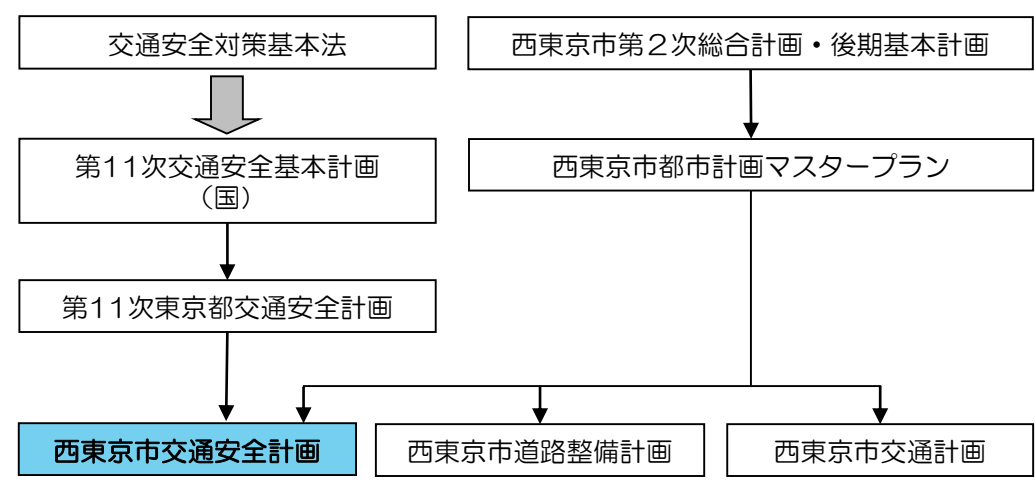 交通安全対策基本法
西東京市第２次総合計画・後期基本計画
第11次交通安全基本計画
（国）
西東京市都市計画マスタープラン
第11次東京都交通安全計画
西東京市交通安全計画
西東京市道路整備計画
西東京市交通計画